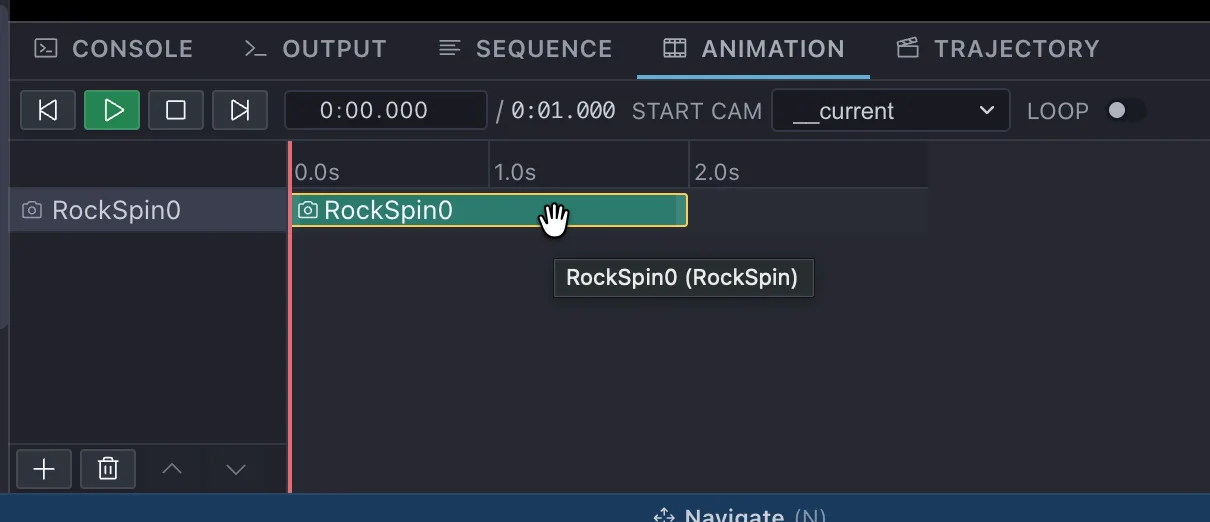 CONSOLE OUTPUT SEQUENCE ANIMATION TRAJECTORY
0:00.000 / 0:01.000 START CAM __current LOOP
0.0s 1.0s 2.0s
RockSpin0 RockSpin0
RockSpin0 (RockSpin)
Navigate (N)